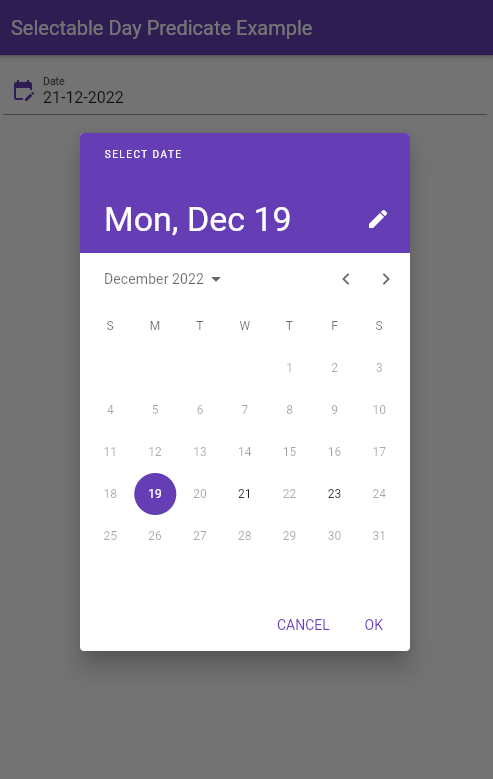 Selectable Day Predicate Example
Date
21-12-2022
SELECT DATE
Mon, Dec 19
December 2022
S M T W T F S
1 2 3
4 5 6 7 8 9 10
11 12 13 14 15 16 17
18 19 20 21 22 23 24
25 26 27 28 29 30 31
CANCEL OK